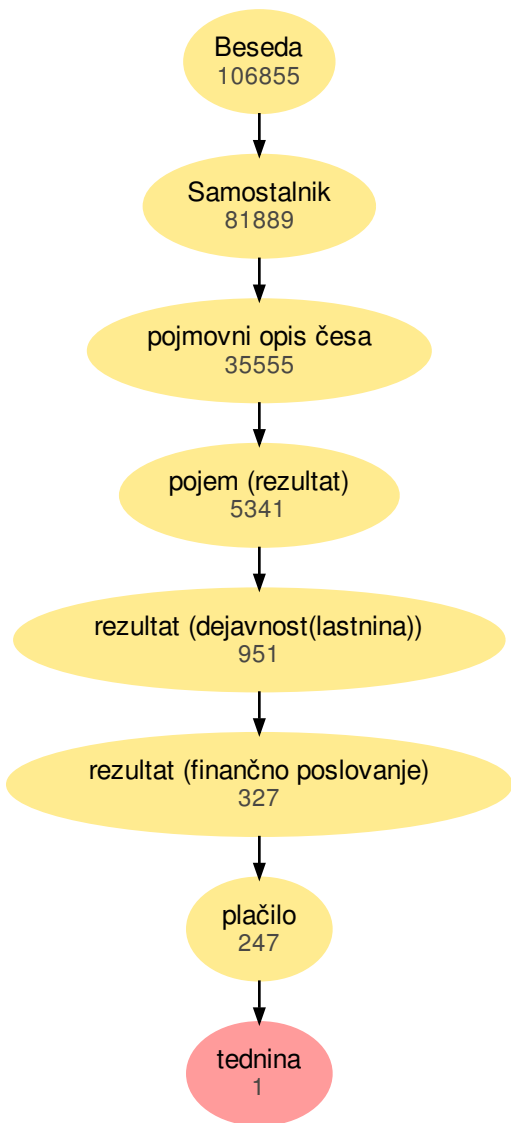 Beseda
106855
Samostalnik
81889
pojmovni opis česa
35555
pojem (rezultat)
5341
rezultat (dejavnost(lastnina))
951
rezultat (finančno poslovanje)
327
plačilo
247
tednina
1